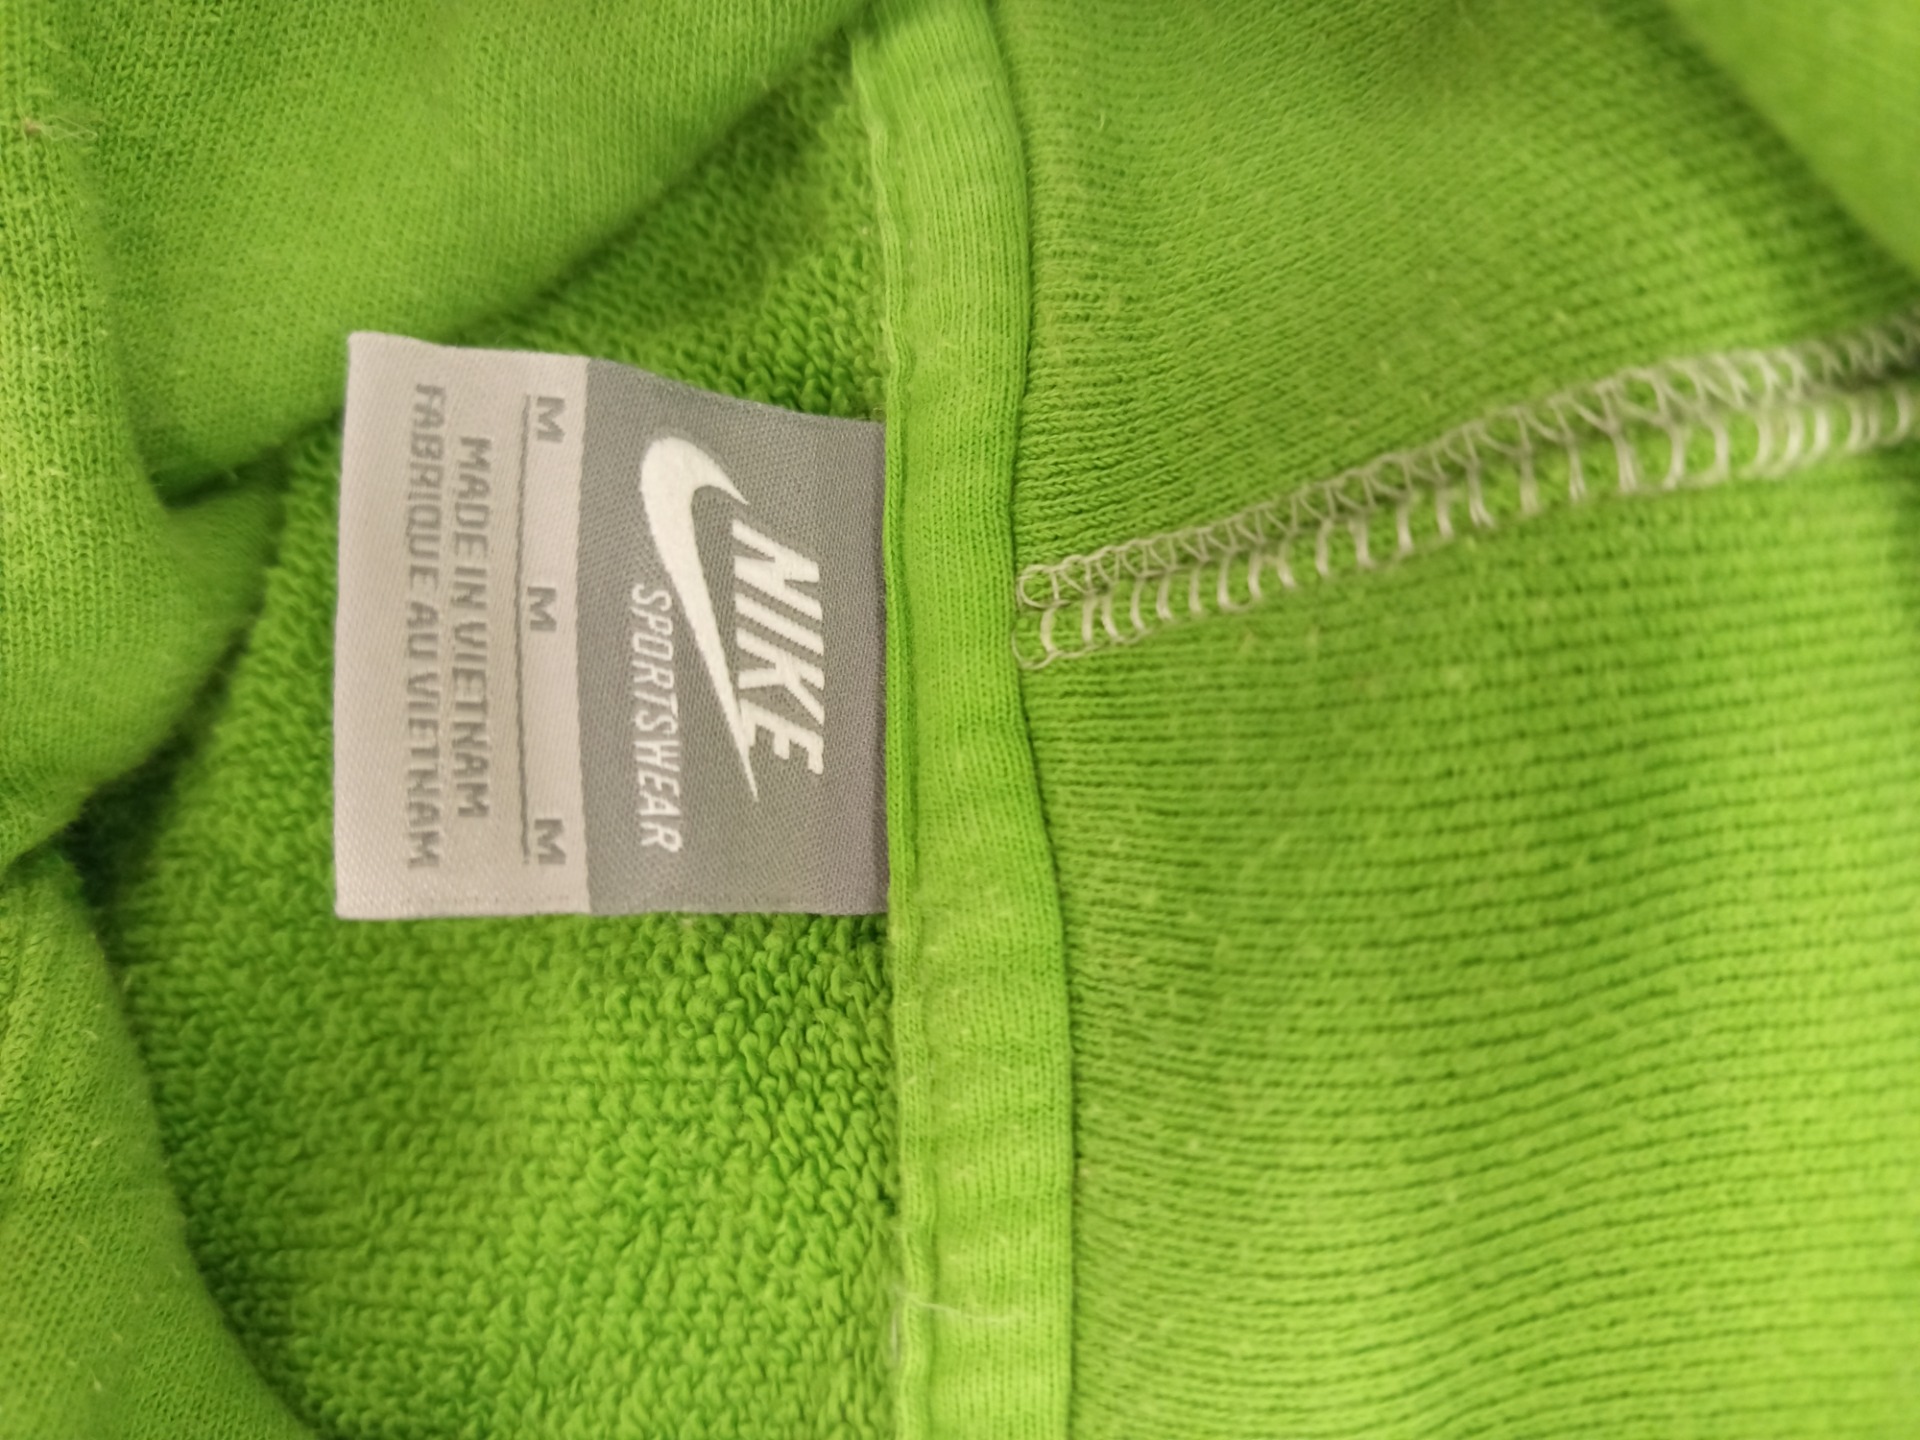 NIKE
SPORTSWEAR
M M M
MADE IN VIETNAM
FABRIQUE AU VIETNAM